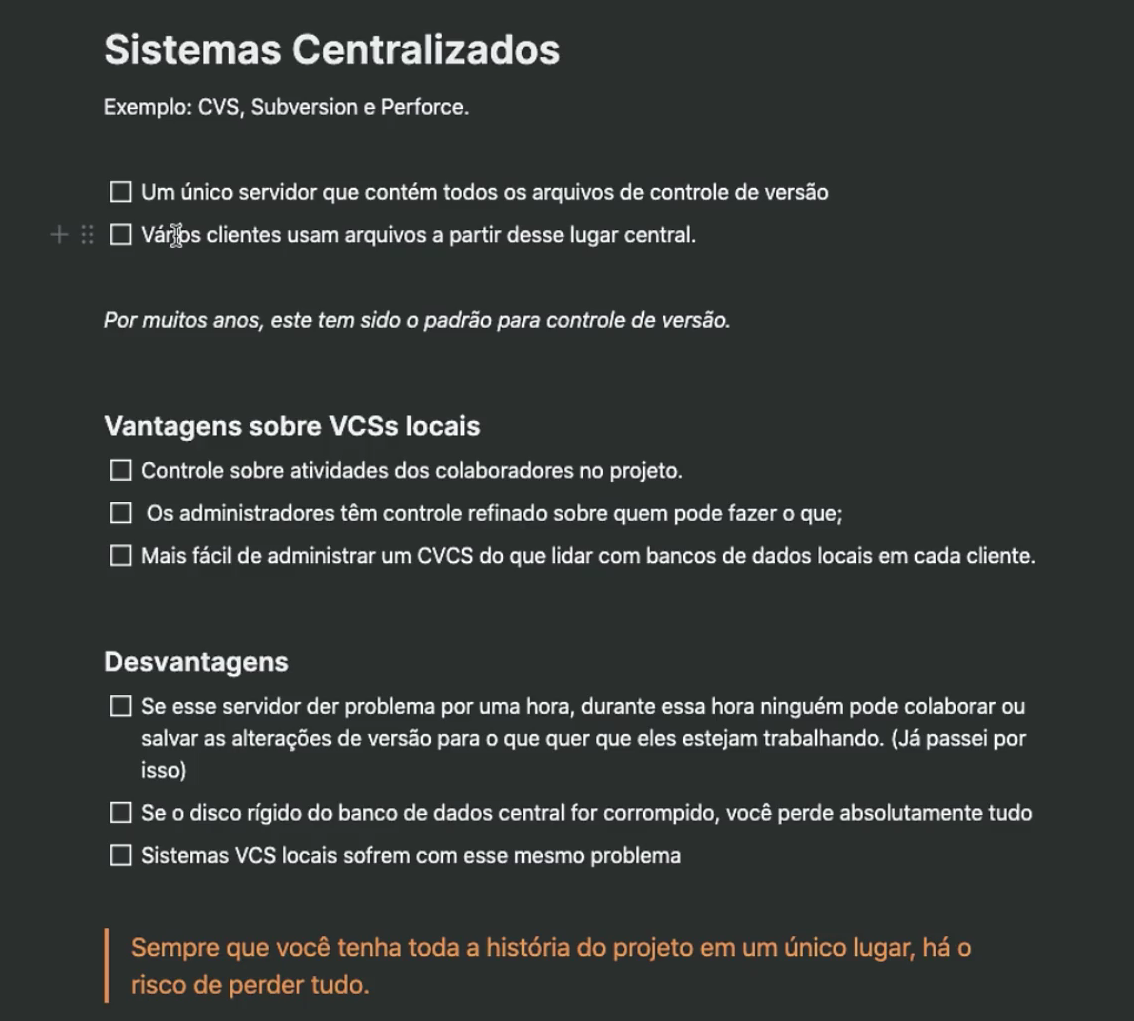 Sistemas Centralizados
Exemplo: CVS, Subversion e Perforce.
Um único servidor que contém todos os arquivos de controle de versão
Vários clientes usam arquivos a partir desse lugar central.
Por muitos anos, este tem sido o padrão para controle de versão.
Vantagens sobre VCSs locais
Controle sobre atividades dos colaboradores no projeto.
Os administradores têm controle refinado sobre quem pode fazer o que;
Mais fácil de administrar um CVCS do que lidar com bancos de dados locais em cada cliente.
Desvantagens
Se esse servidor der problema por uma hora, durante essa hora ninguém pode colaborar ou
salvar as alterações de versão para o que quer que eles estejam trabalhando. (Já passei por
isso)
Se o disco rígido do banco de dados central for corrompido, você perde absolutamente tudo
Sistemas VCS locais sofrem com esse mesmo problema
Sempre que você tenha toda a história do projeto em um único lugar, há o
risco de perder tudo.